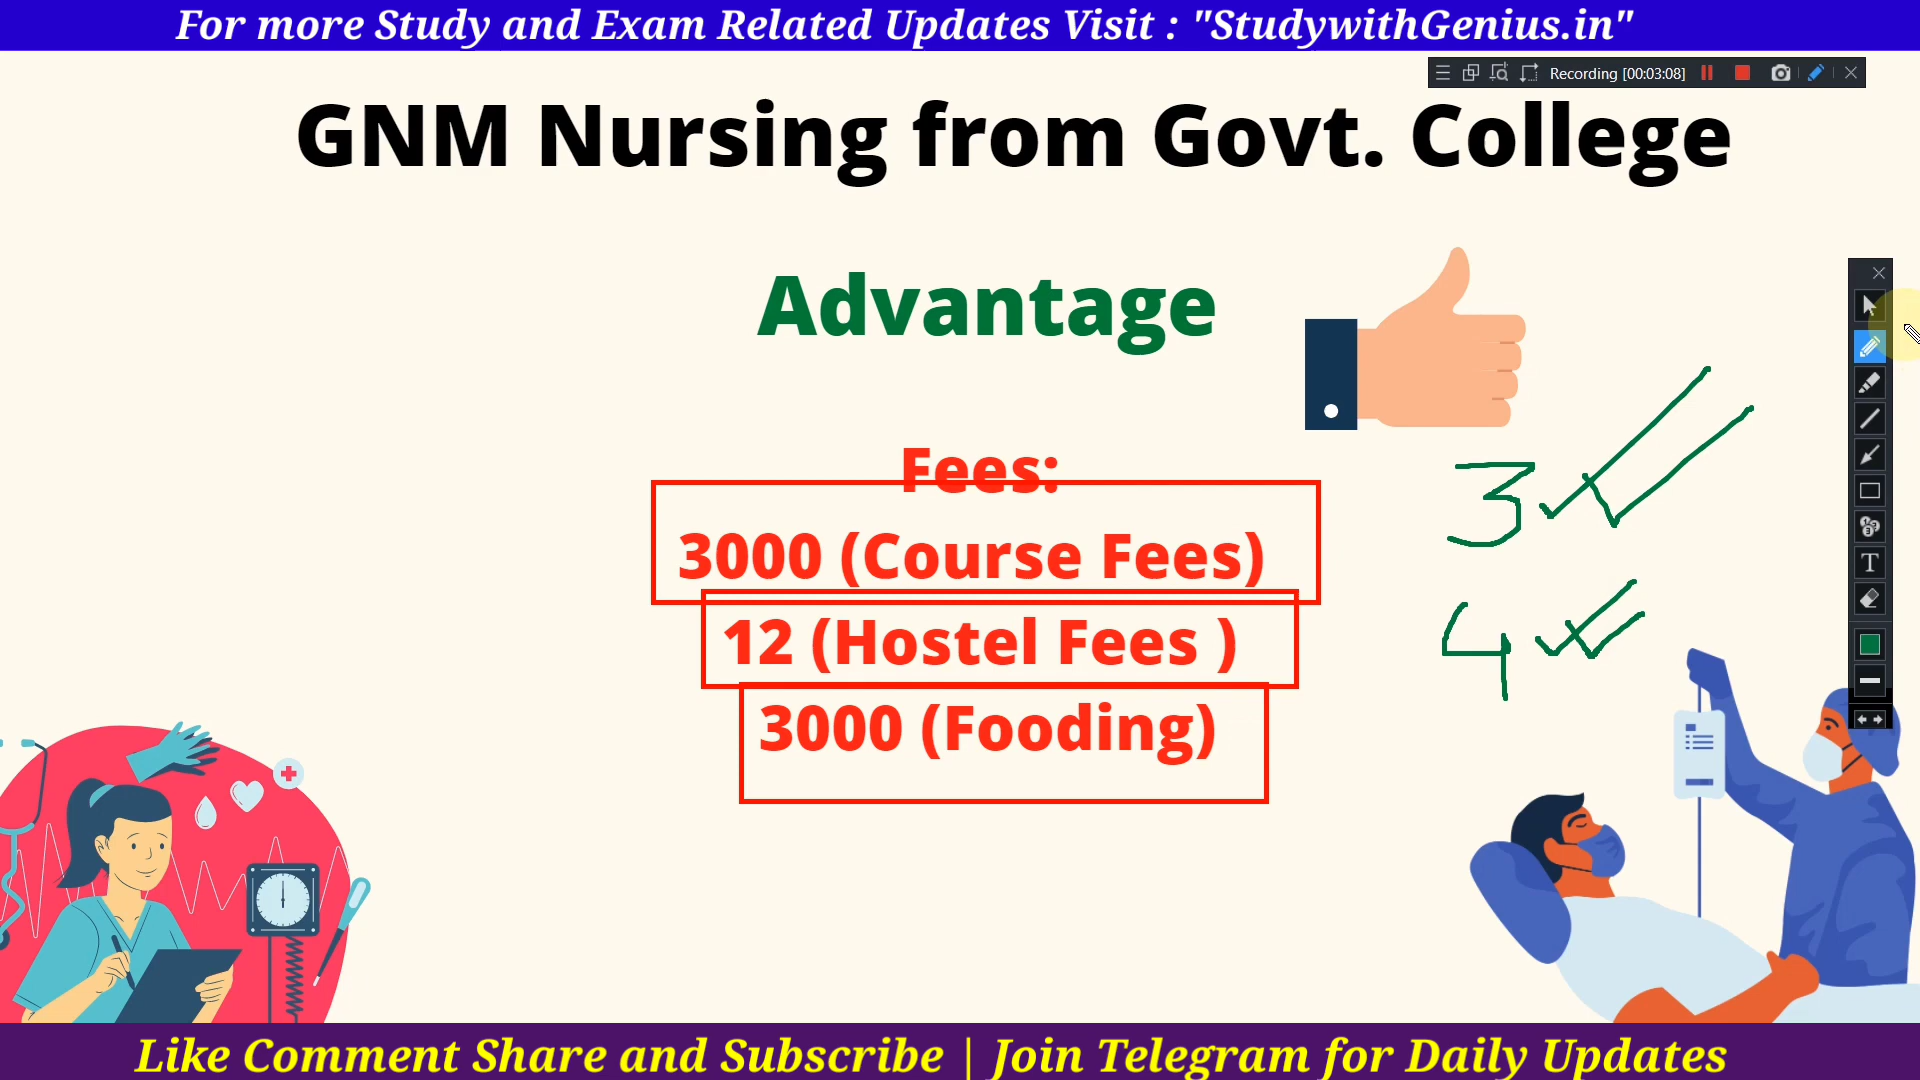 For more Study and Exam Related Updates Visit : "StudywithGenius.in"
Recording [00:03:08]
GNM Nursing from Govt. College
Advantage
Fees:
3000 (Course Fees)
3
12 (Hostel Fees )
4
3000 (Fooding)
Like Comment Share and Subscribe | Join Telegram for Daily Updates